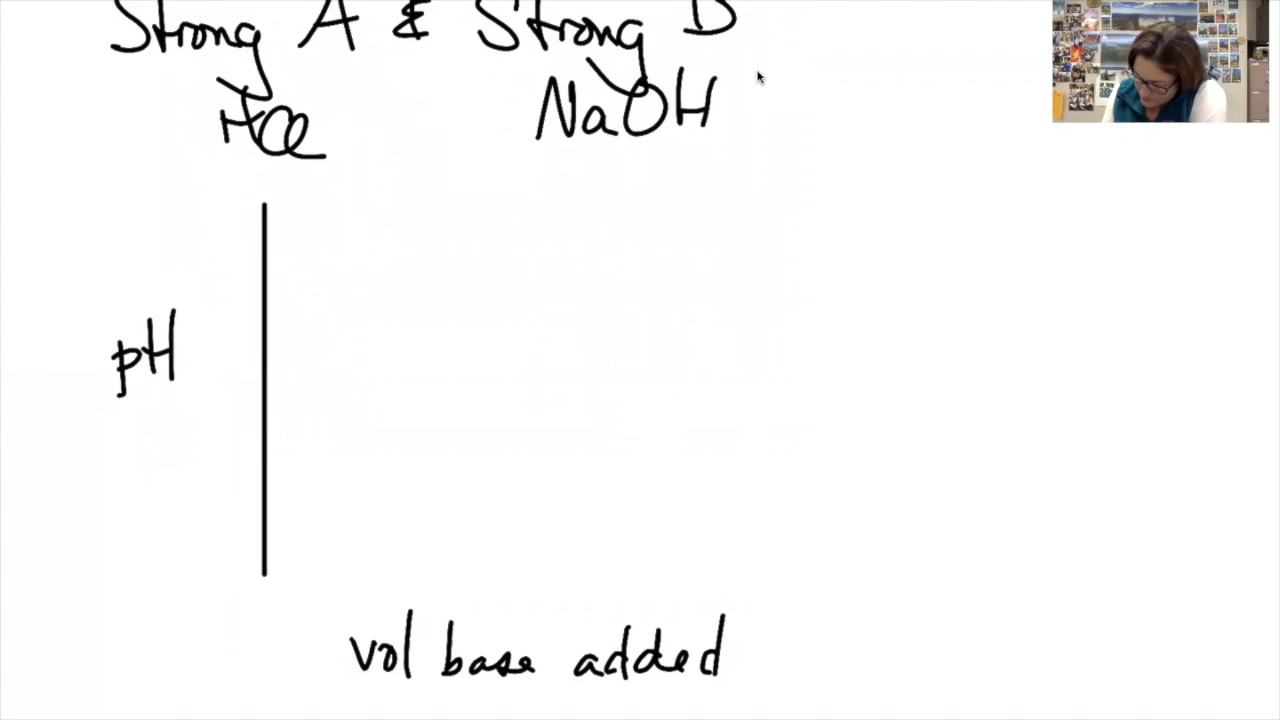 Strong A & Strong B
HCl
NaOH
pH
vol base added